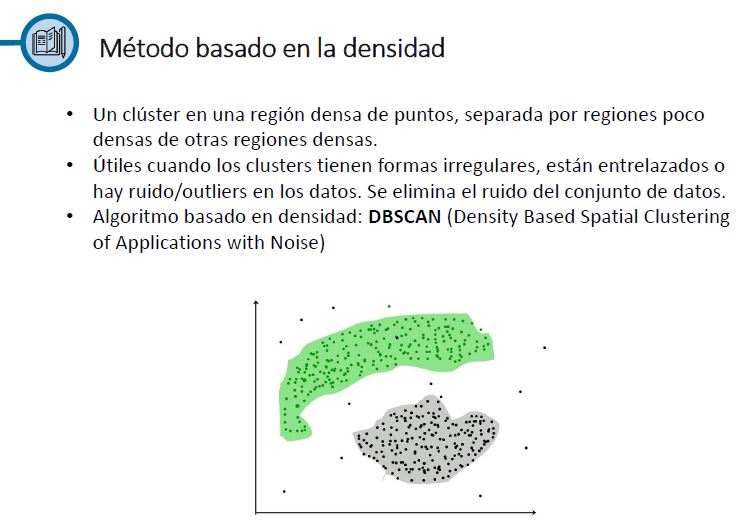 Método basado en la densidad
• Un clúster en una región densa de puntos, separada por regiones poco
densas de otras regiones densas.
• Útiles cuando los clusters tienen formas irregulares, están entrelazados o
hay ruido/outliers en los datos. Se elimina el ruido del conjunto de datos.
• Algoritmo basado en densidad: DBSCAN (Density Based Spatial Clustering
of Applications with Noise)